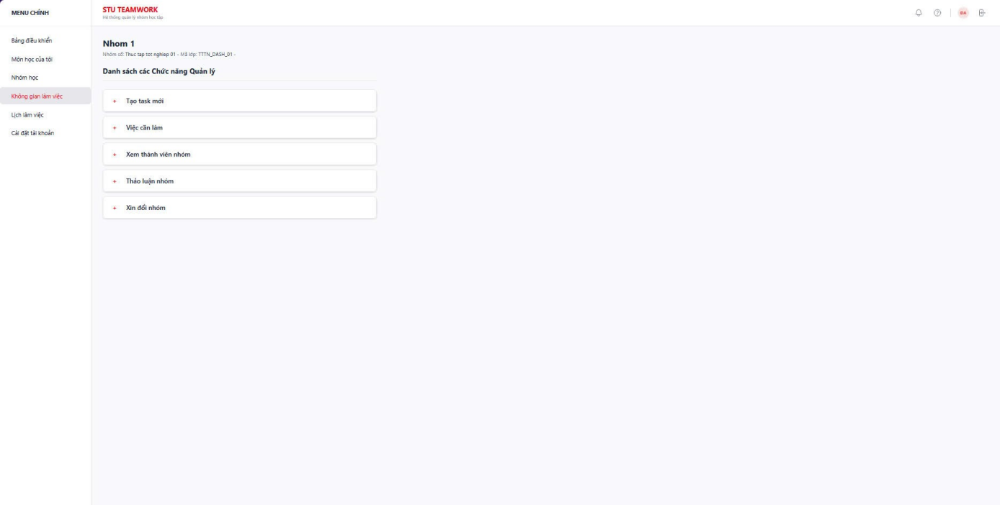 MENU CHÍNH
Bảng điều khiển
Môn học của tôi
Nhóm học
Không gian làm việc
Lịch làm việc
Cài đặt tài khoản
STU TEAMWORK
Hệ thống quản lý nhóm học tập
ĐA
Nhom 1
Nhóm số: Thuc tap tot nghiep 01 - Mã lớp: TTTN_DASH_01 -
Danh sách các Chức năng Quản lý
+ Tạo task mới
+ Việc cần làm
+ Xem thành viên nhóm
+ Thảo luận nhóm
+ Xin đổi nhóm